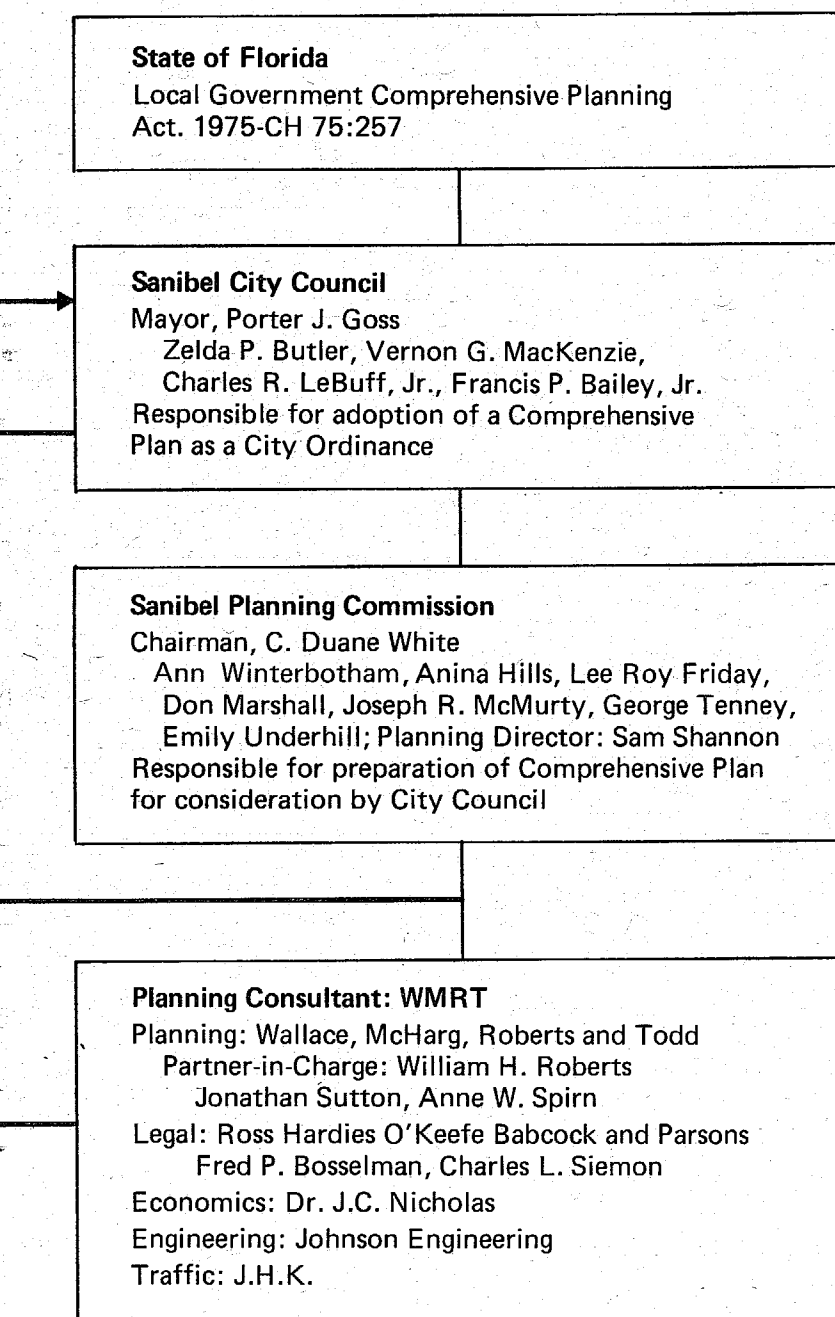 State of Florida
Local Government Comprehensive Planning
Act. 1975-CH 75:257
Sanibel City Council
Mayor, Porter J. Goss
Zelda P. Butler, Vernon G. MacKenzie,
Charles R. LeBuff, Jr., Francis P. Bailey, Jr.
Responsible for adoption of a Comprehensive
Plan as a City Ordinance
Sanibel Planning Commission
Chairman, C. Duane White
Ann Winterbotham, Anina Hills, Lee Roy Friday,
Don Marshall, Joseph R. McMurty, George Tenney,
Emily Underhill; Planning Director: Sam Shannon
Responsible for preparation of Comprehensive Plan
for consideration by City Council
Planning Consultant: WMRT
Planning: Wallace, McHarg, Roberts and Todd
Partner-in-Charge: William H. Roberts
Jonathan Sutton, Anne W. Spirn
Legal: Ross Hardies O'Keefe Babcock and Parsons
Fred P. Bosselman, Charles L. Siemon
Economics: Dr. J.C. Nicholas
Engineering: Johnson Engineering
Traffic: J.H.K.